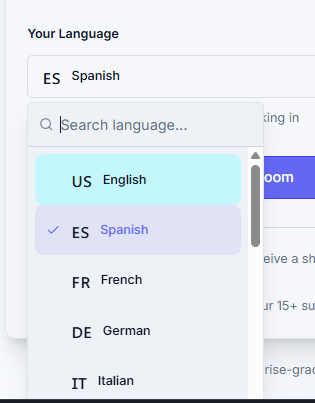 Your Language
ES Spanish
king in
Search language...
oom
US English
ES Spanish
FR French
eive a sh
DE German
ur 15+ su
IT Italian
rise-grad